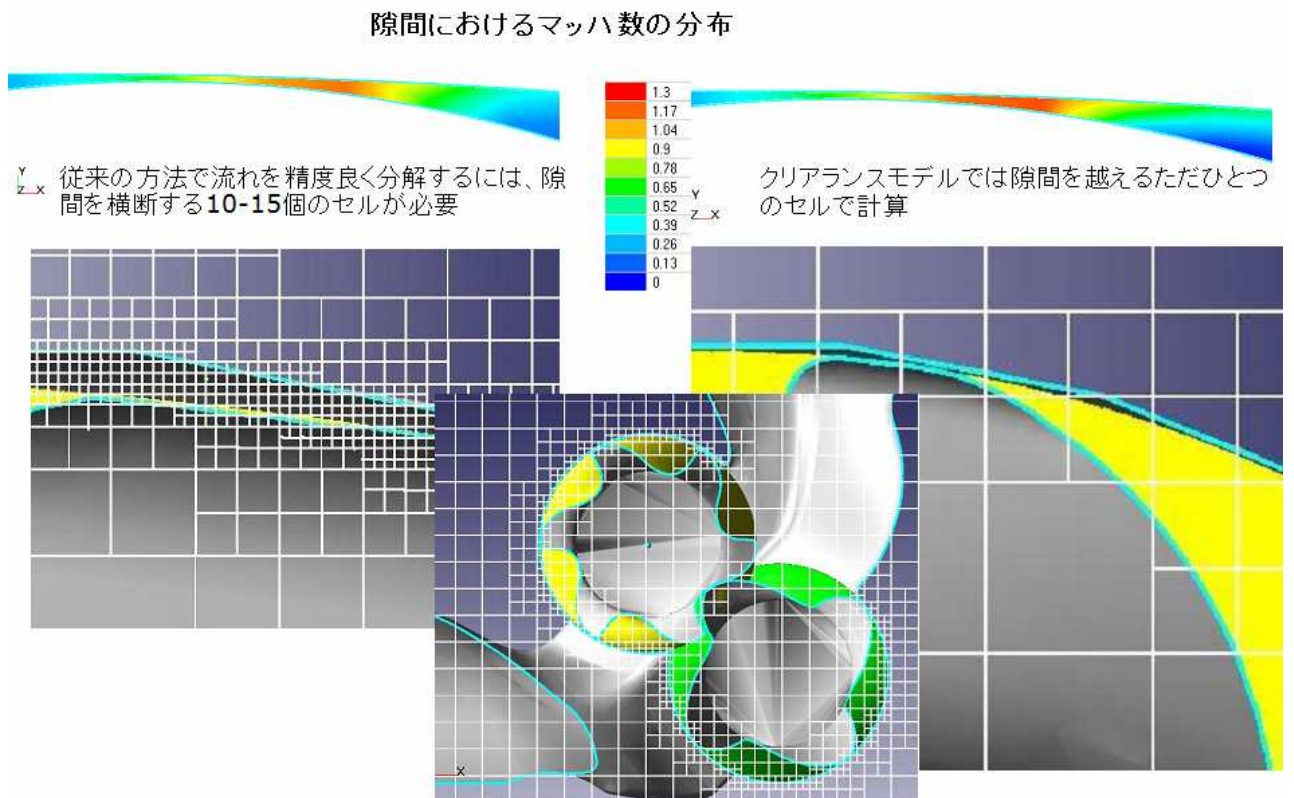 隙間におけるマッハ数の分布
1.3
1.17
1.04
0.9
0.78
0.65
0.52
0.39
0.26
0.13
0
Y
Z X
従来の方法で流れを精度良く分解するには、隙
間を横断する10-15個のセルが必要
Y
Z X
クリアランスモデルでは隙間を越えるただひとつ
のセルで計算
X